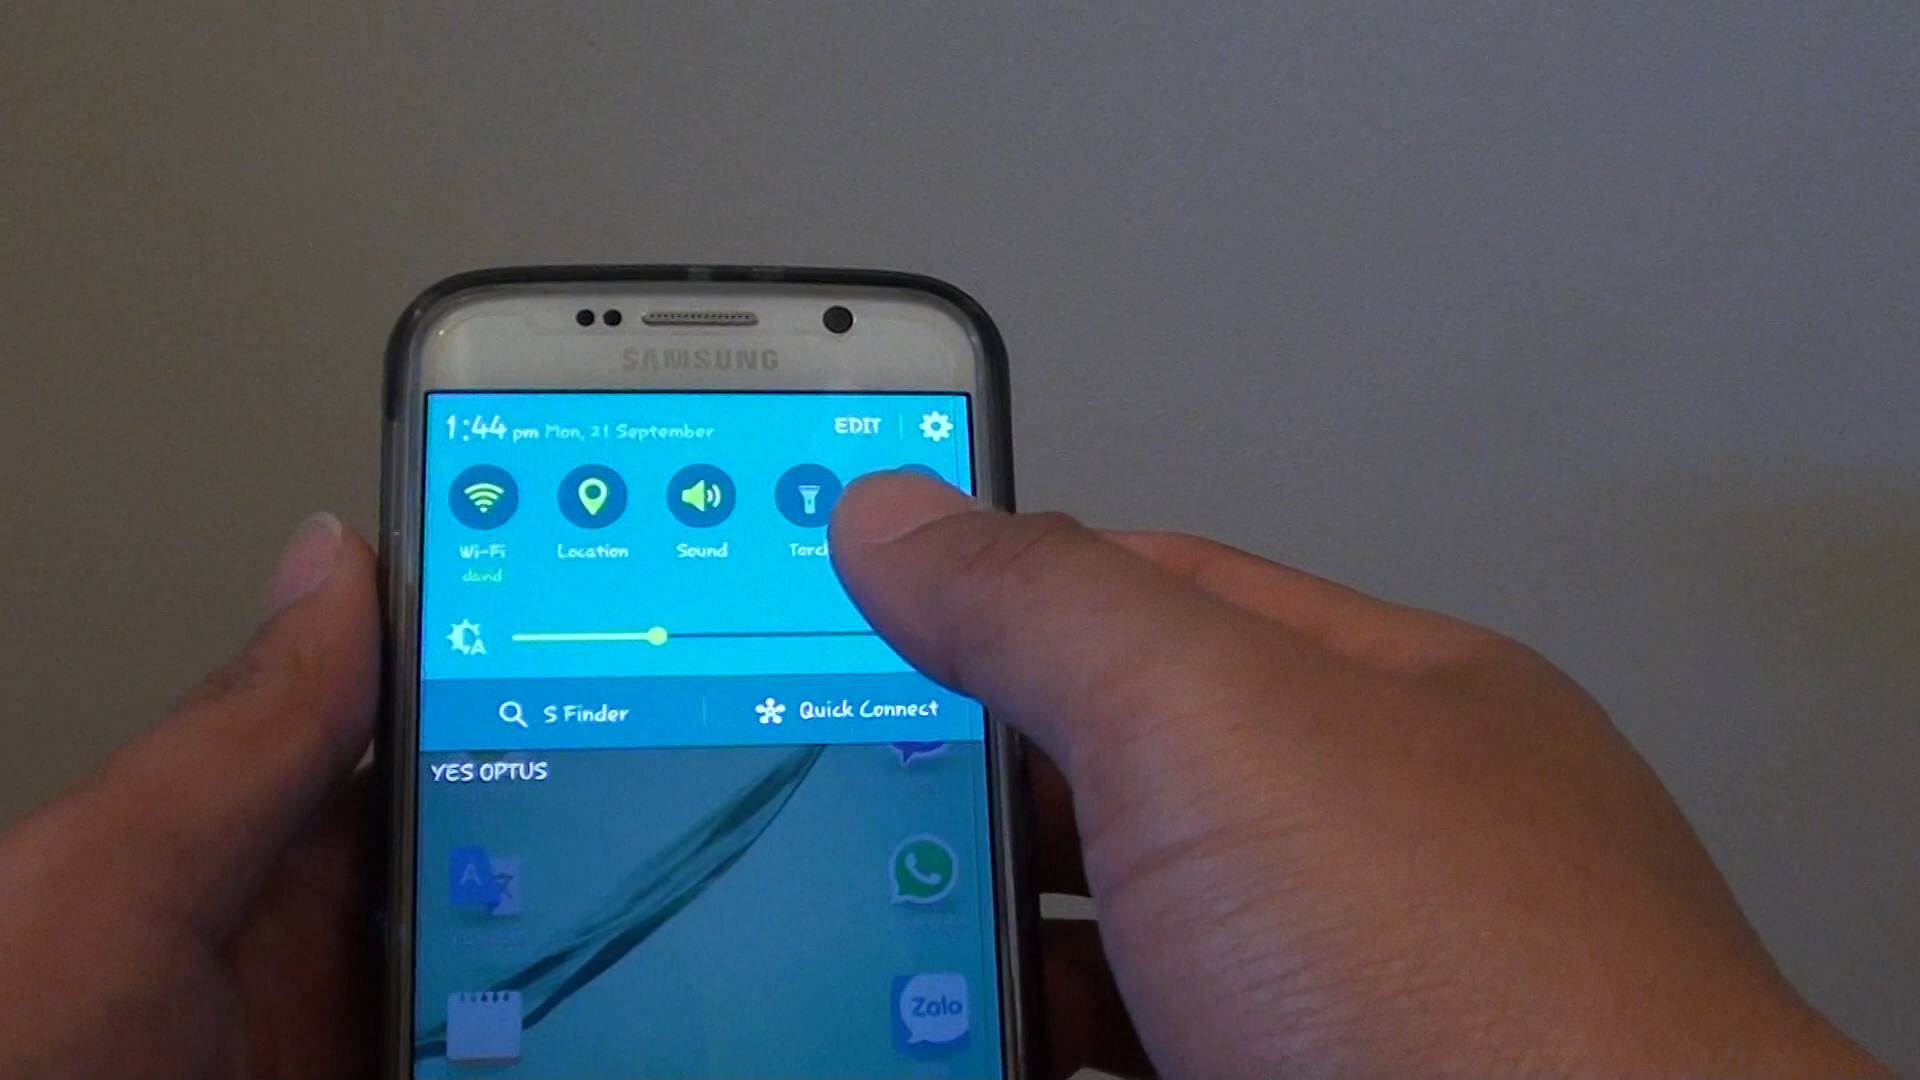 SAMSUNG
1:44 pm Mon, 21 September EDIT
Wi-Fi Location Sound Torc
david
A
S Finder Quick Connect
YES OPTUS
A
Zalo